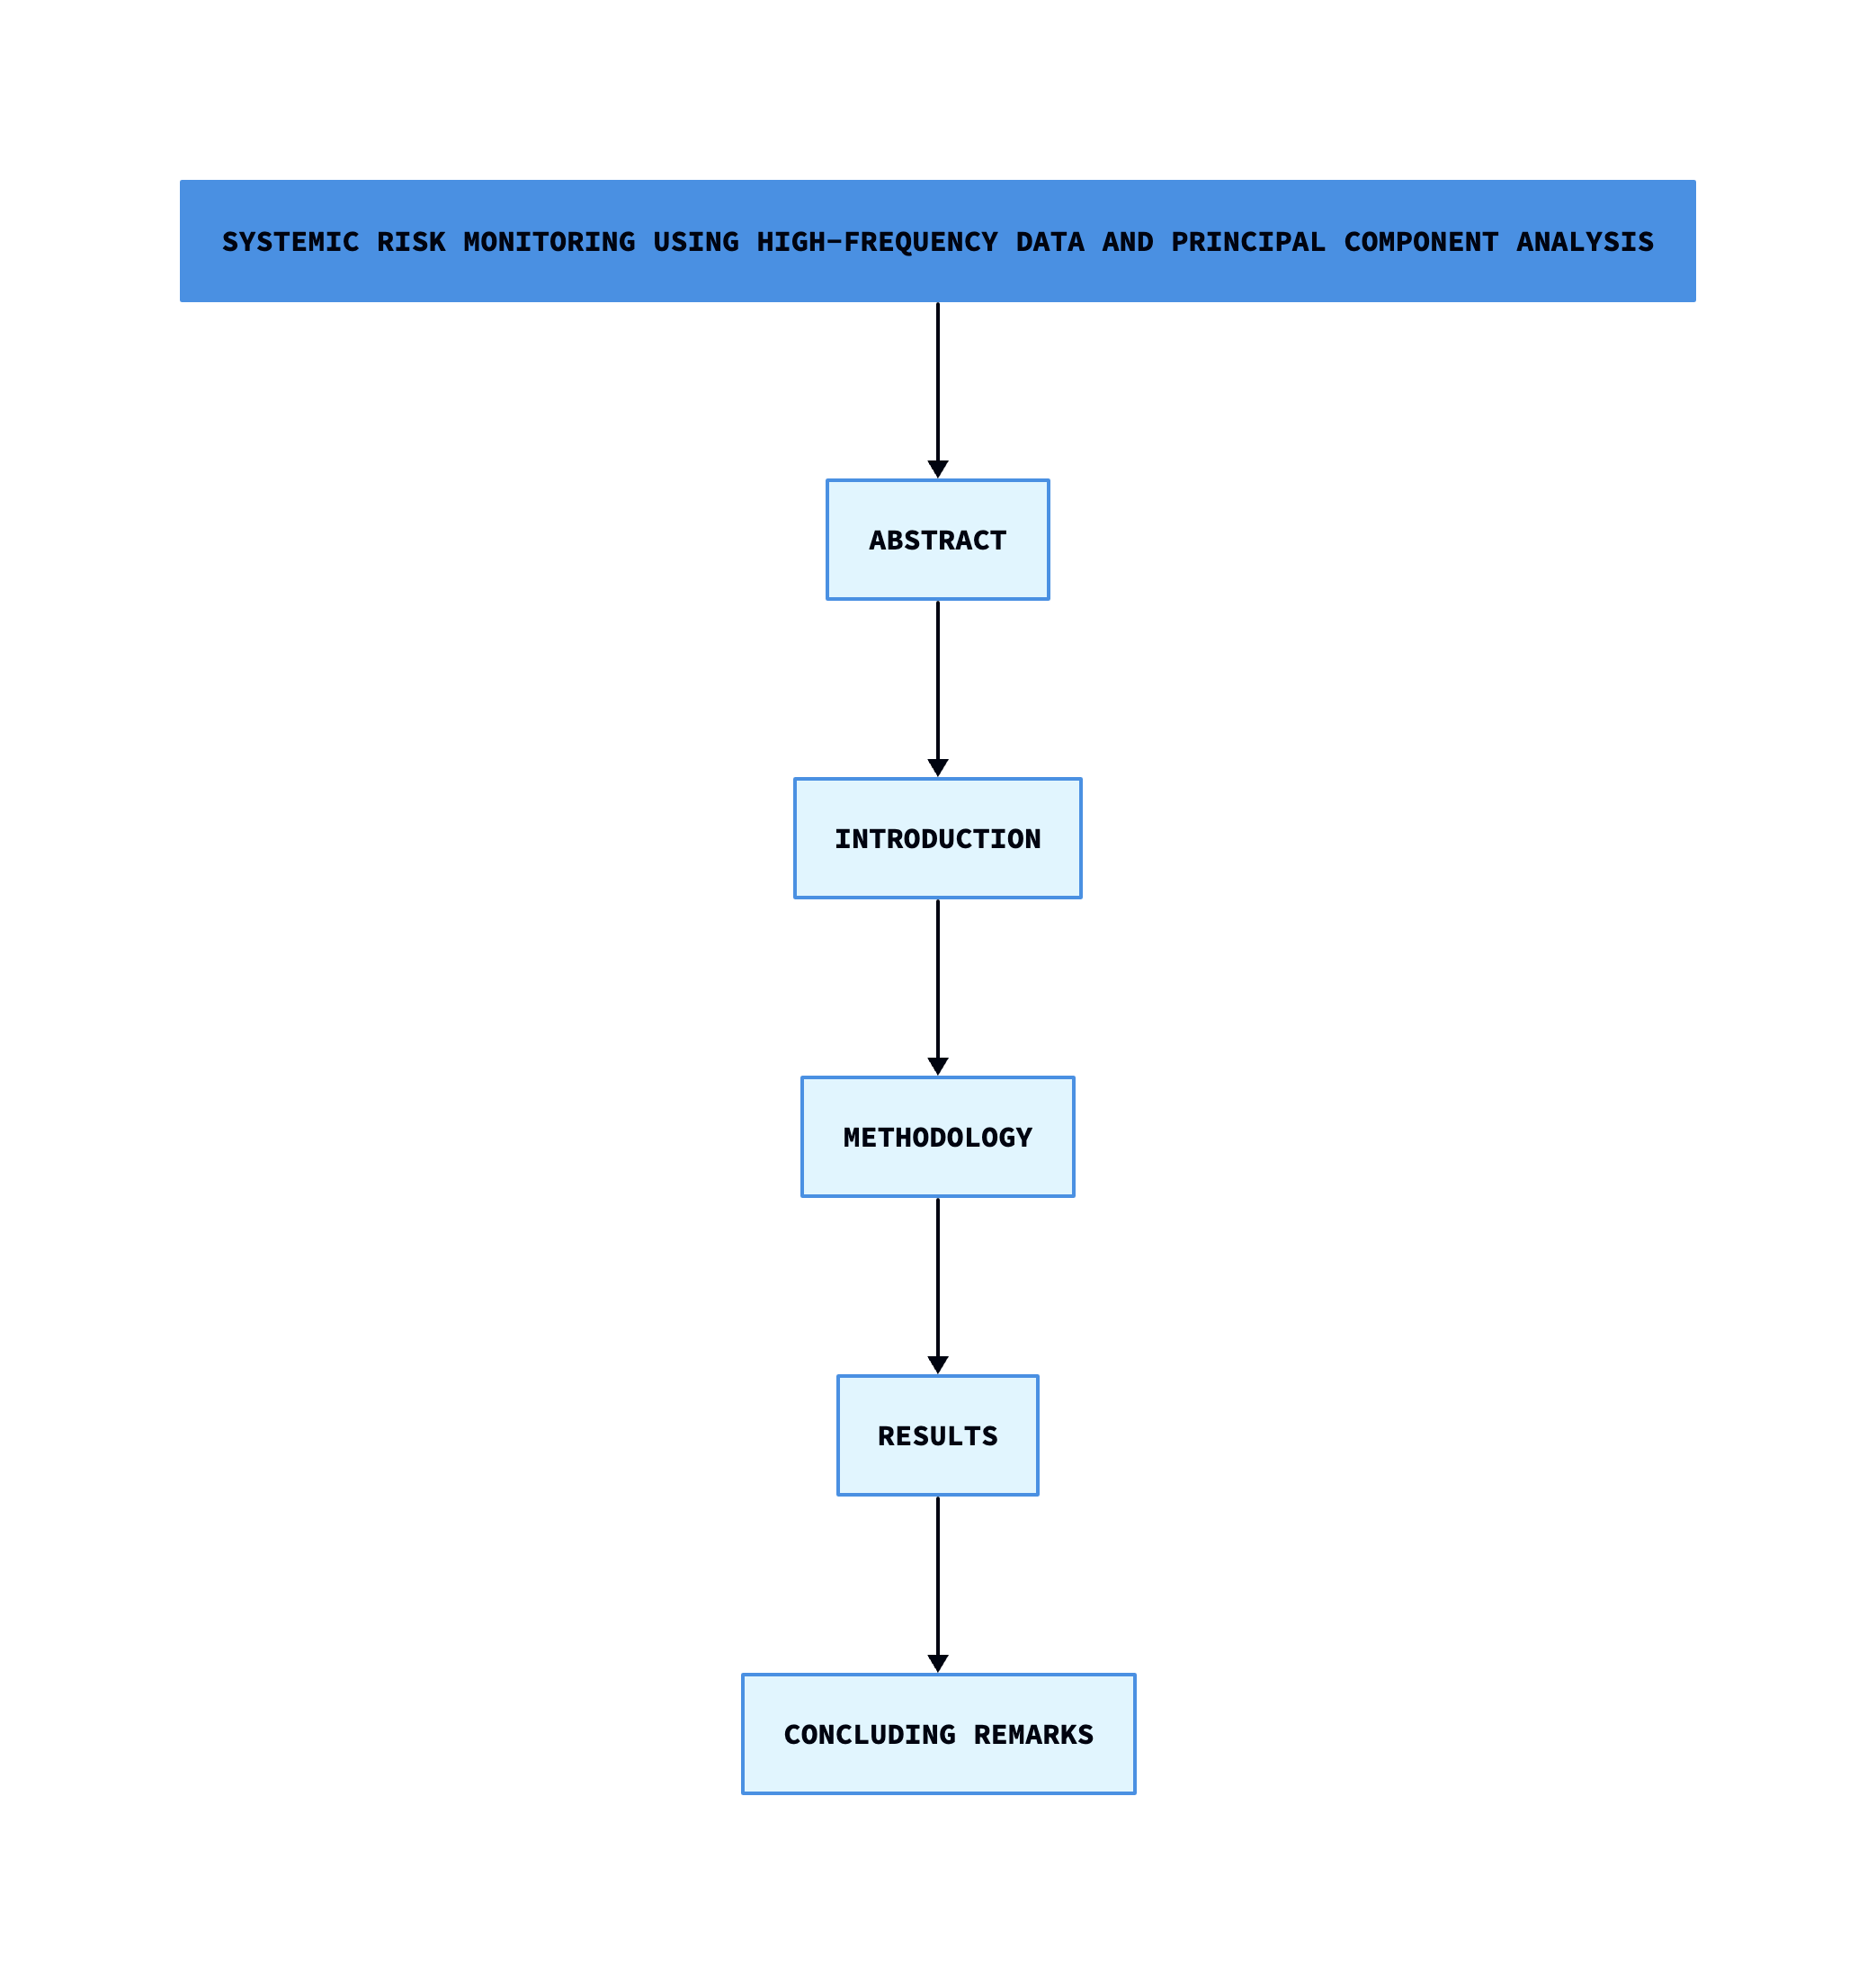 SYSTEMIC RISK MONITORING USING HIGH-FREQUENCY DATA AND PRINCIPAL COMPONENT ANALYSIS
ABSTRACT
INTRODUCTION
METHODOLOGY
RESULTS
CONCLUDING REMARKS